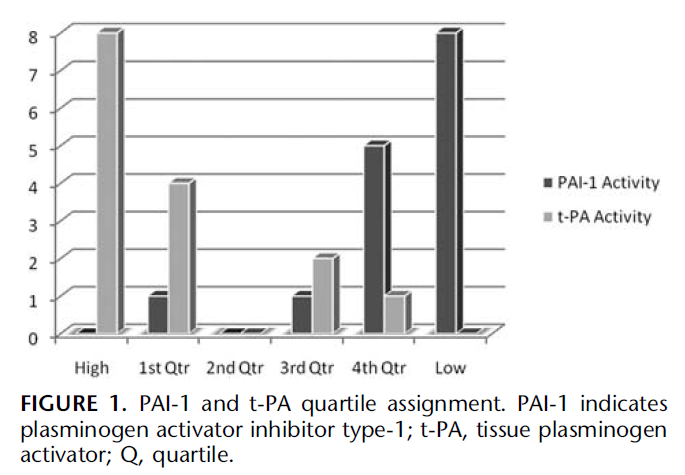 8
7
6
5
4
3
2
1
0
High 1st Qtr 2nd Qtr 3rd Qtr 4th Qtr Low
PAI-1 Activity
t-PA Activity
FIGURE 1. PAI-1 and t-PA quartile assignment. PAI-1 indicates
plasminogen activator inhibitor type-1; t-PA, tissue plasminogen
activator; Q, quartile.